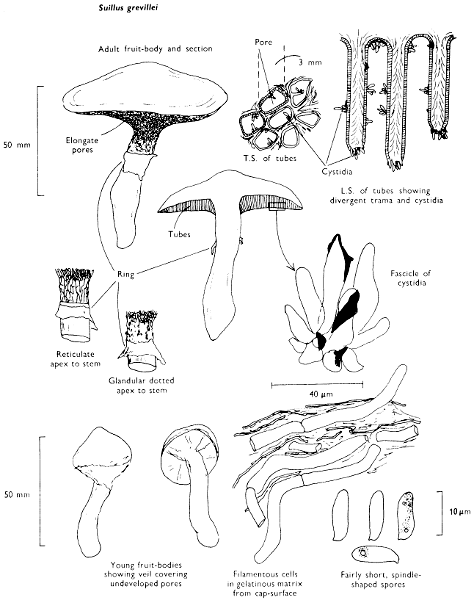 Suillus grevillei
Adult fruit-body and section
Pore
3 mm
50 mm
Elongate
pores
T.S. of tubes
Cystidia
L.S. of tubes showing
divergent trama and cystidia
Tubes
Ring
Fascicle of
cystidia
Reticulate
apex to stem
Glandular dotted
apex to stem
40 µm
50 mm
10 µm
Young fruit-bodies
showing veil covering
undeveloped pores
Filamentous cells
in gelatinous matrix
from cap-surface
Fairly short, spindle-
shaped spores